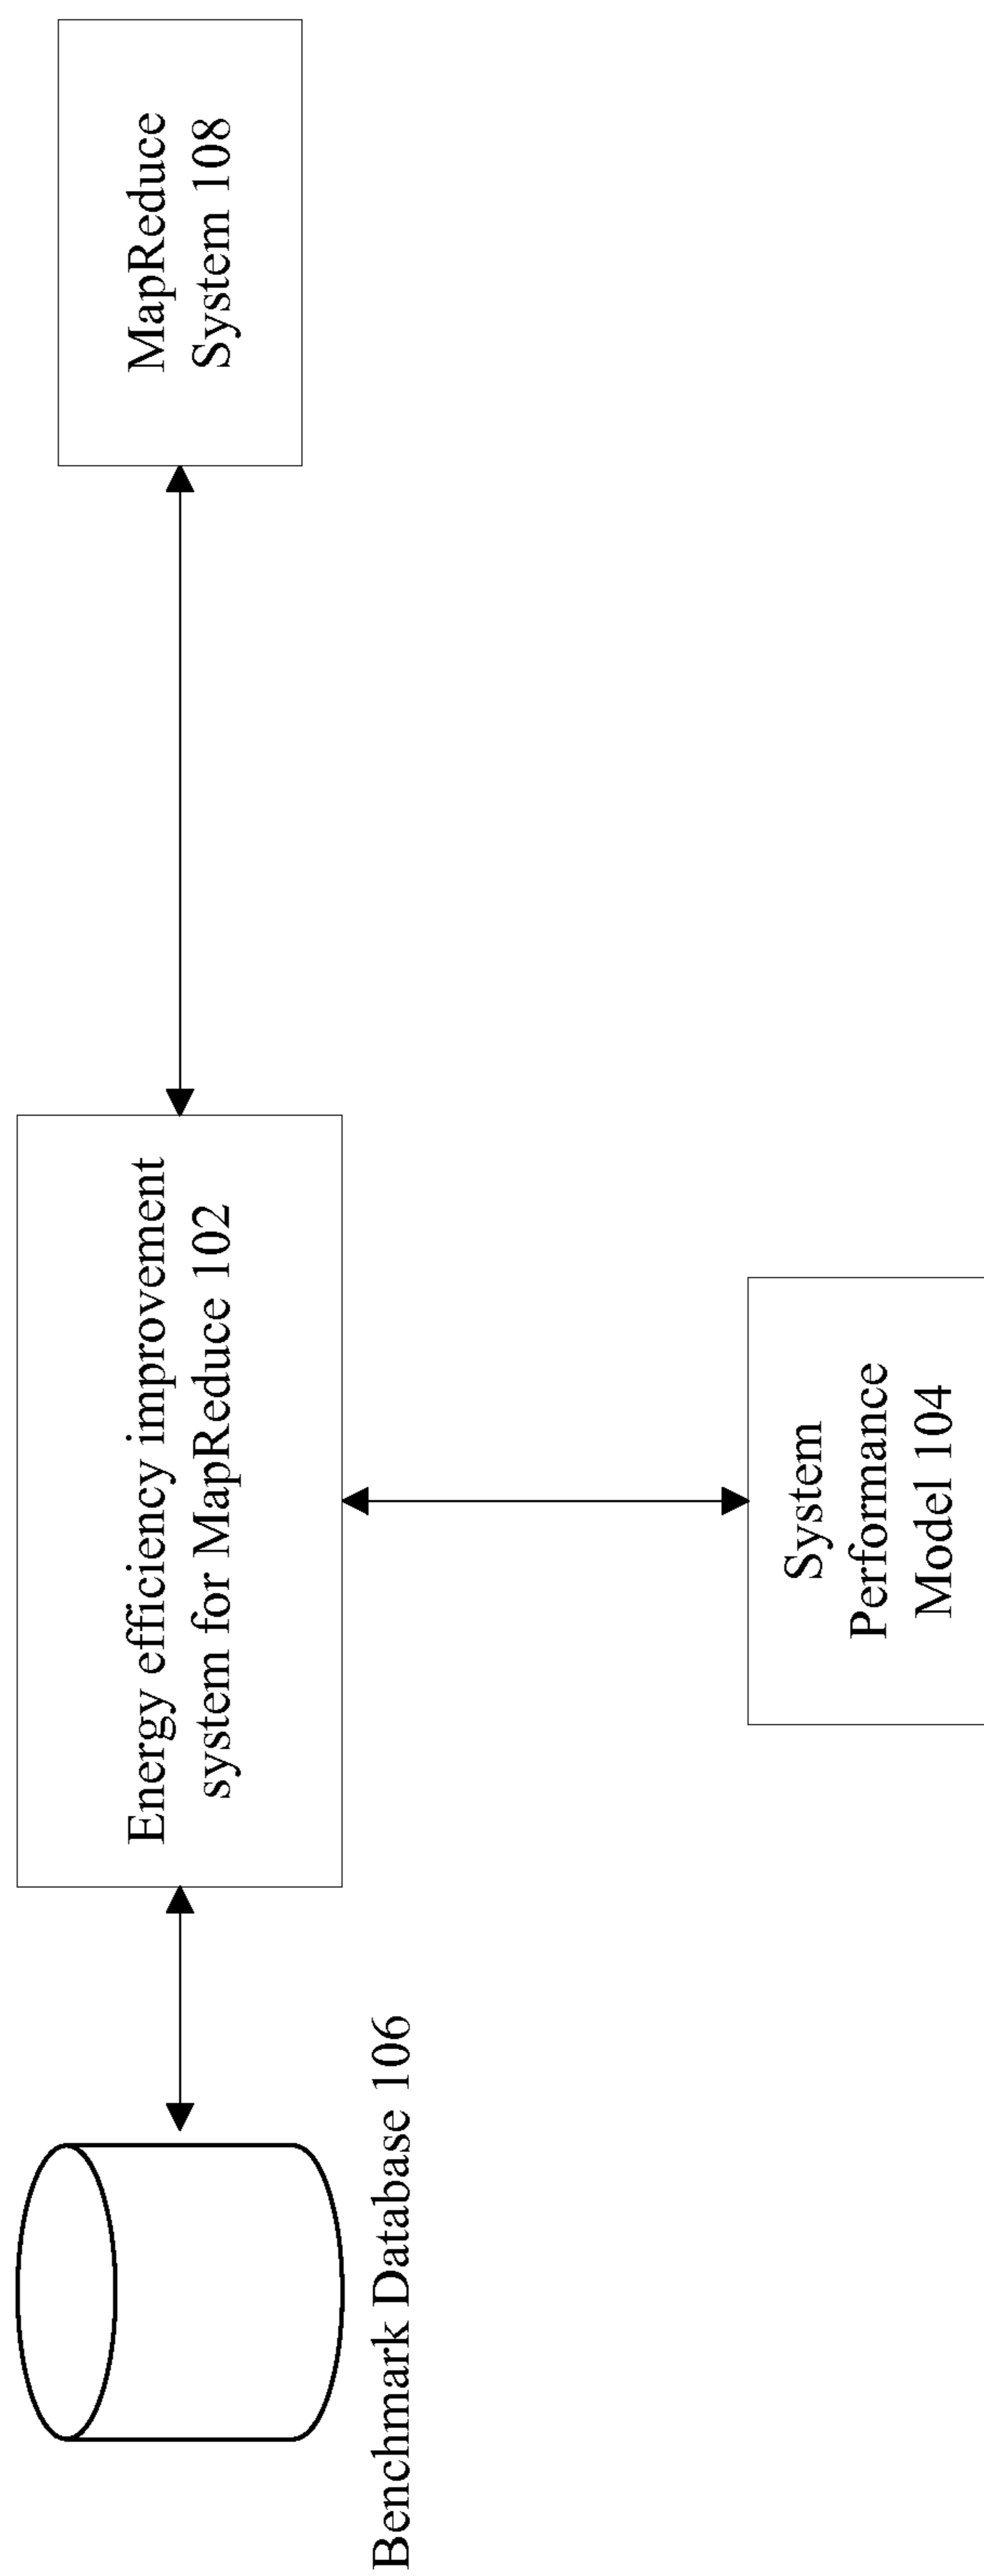 Energy efficiency improvement
system for MapReduce 102
MapReduce
System 108
Benchmark Database 106
System
Performance
Model 104